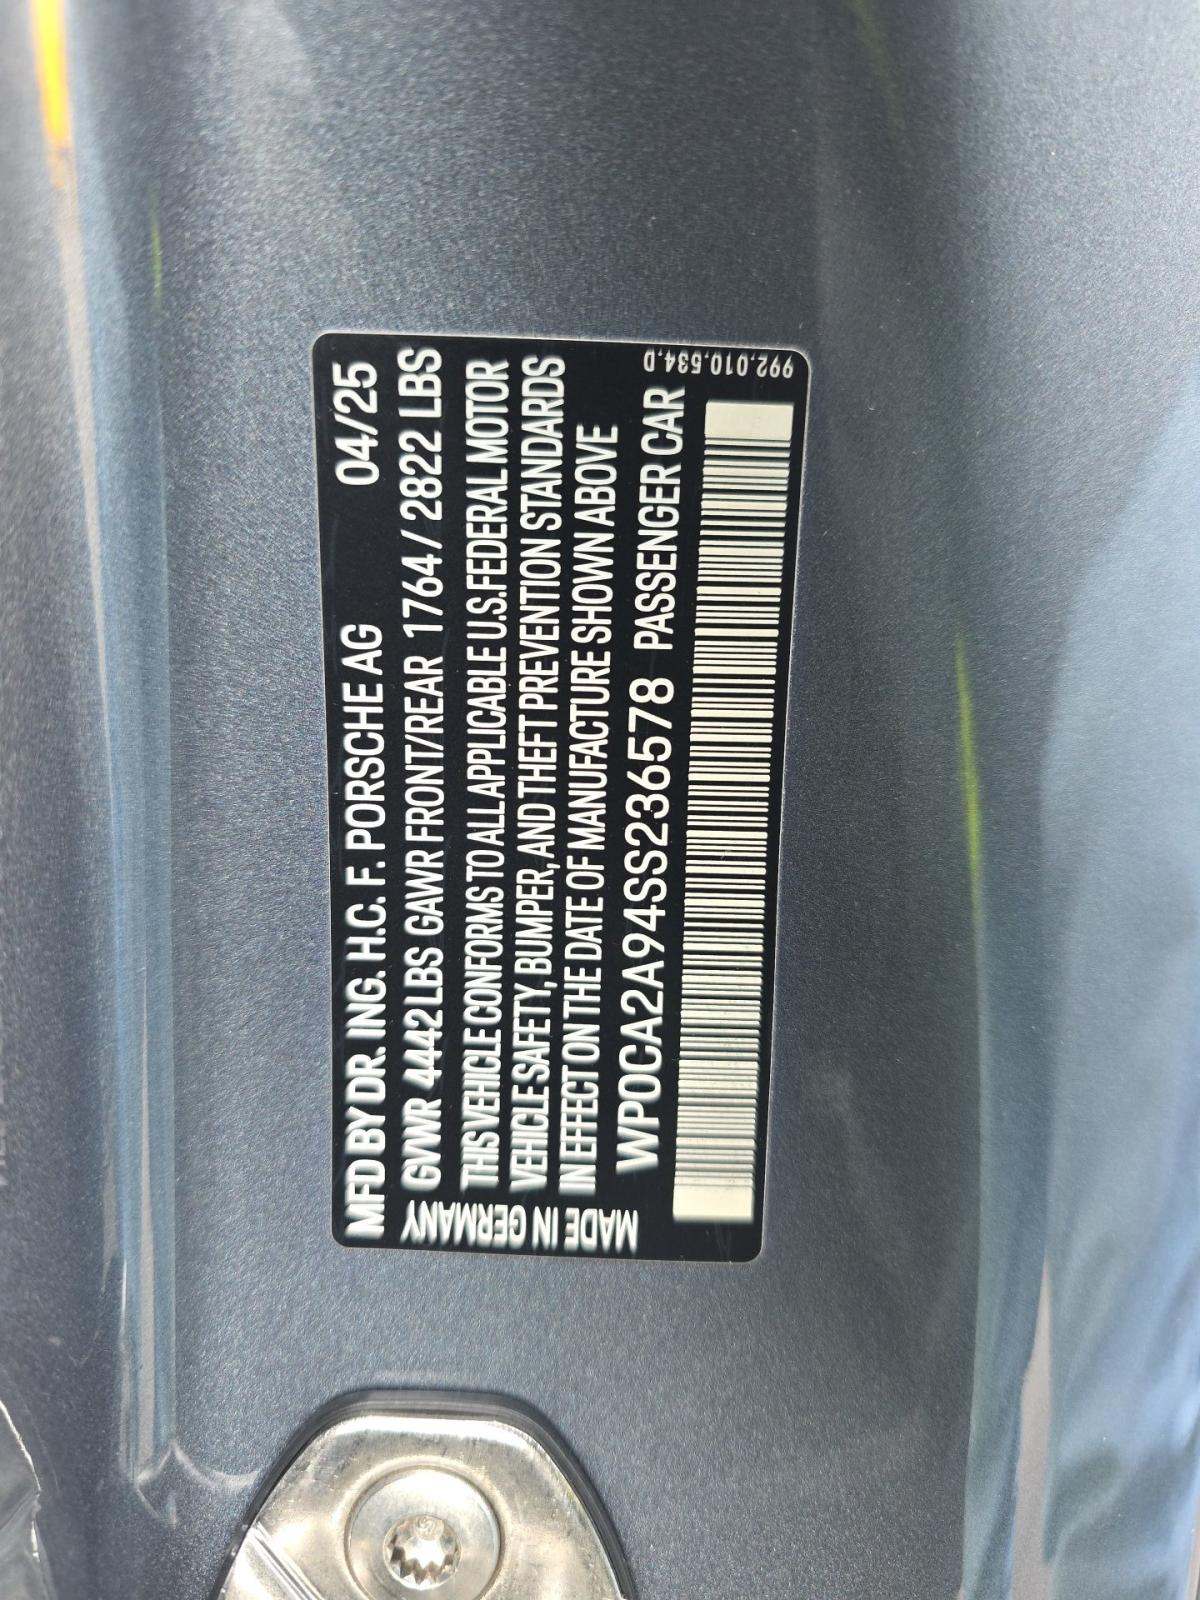 MFD BY DR. ING. H.C. F. PORSCHE AG 04/25
GVWR 4442 LBS GAWR FRONT/REAR 1764 / 2822 LBS
THIS VEHICLE CONFORMS TO ALL APPLICABLE U.S. FEDERAL MOTOR
VEHICLE SAFETY, BUMPER, AND THEFT PREVENTION STANDARDS
IN EFFECT ON THE DATE OF MANUFACTURE SHOWN ABOVE
WP0CA2A94SS236578 PASSENGER CAR
MADE IN GERMANY
992.010.534.D